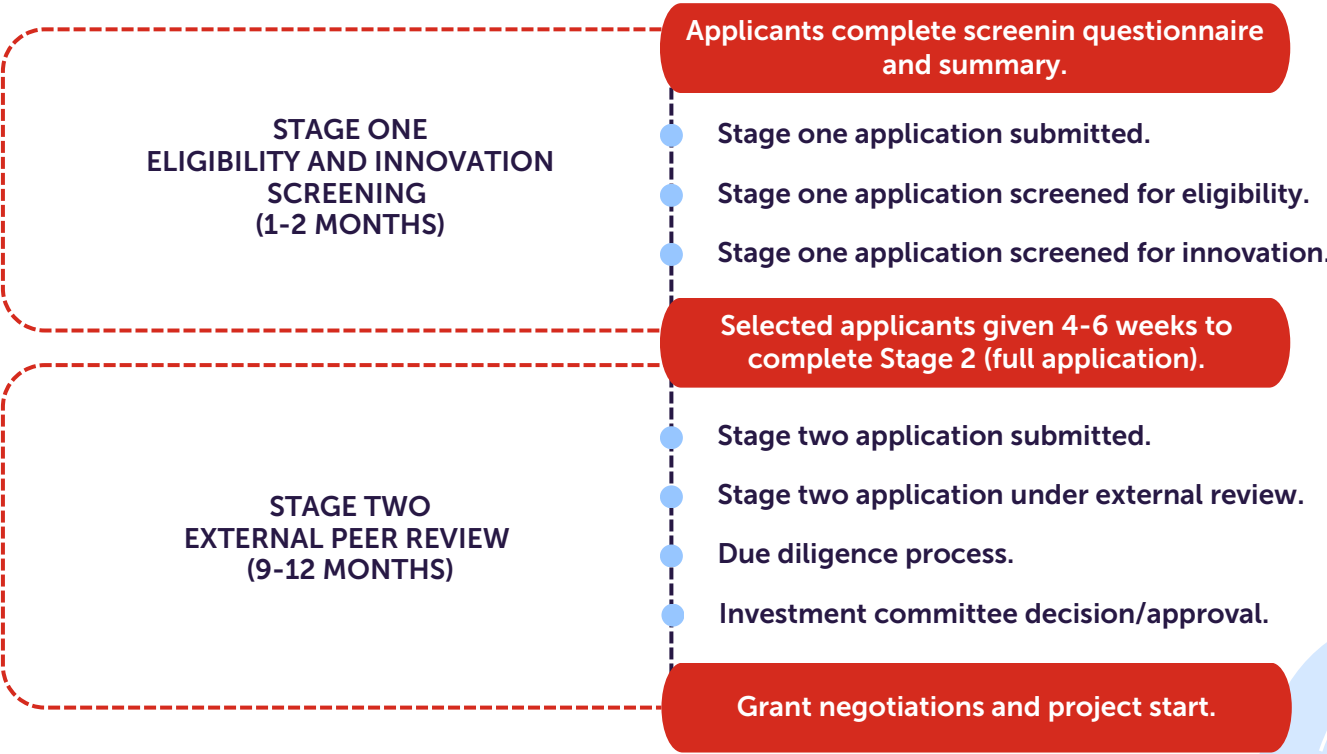 Applicants complete screenin questionnaire
and summary.
STAGE ONE
ELIGIBILITY AND INNOVATION
SCREENING
(1-2 MONTHS)
Stage one application submitted.
Stage one application screened for eligibility.
Stage one application screened for innovation.
Selected applicants given 4-6 weeks to
complete Stage 2 (full application).
STAGE TWO
EXTERNAL PEER REVIEW
(9-12 MONTHS)
Stage two application submitted.
Stage two application under external review.
Due diligence process.
Investment committee decision/approval.
Grant negotiations and project start.